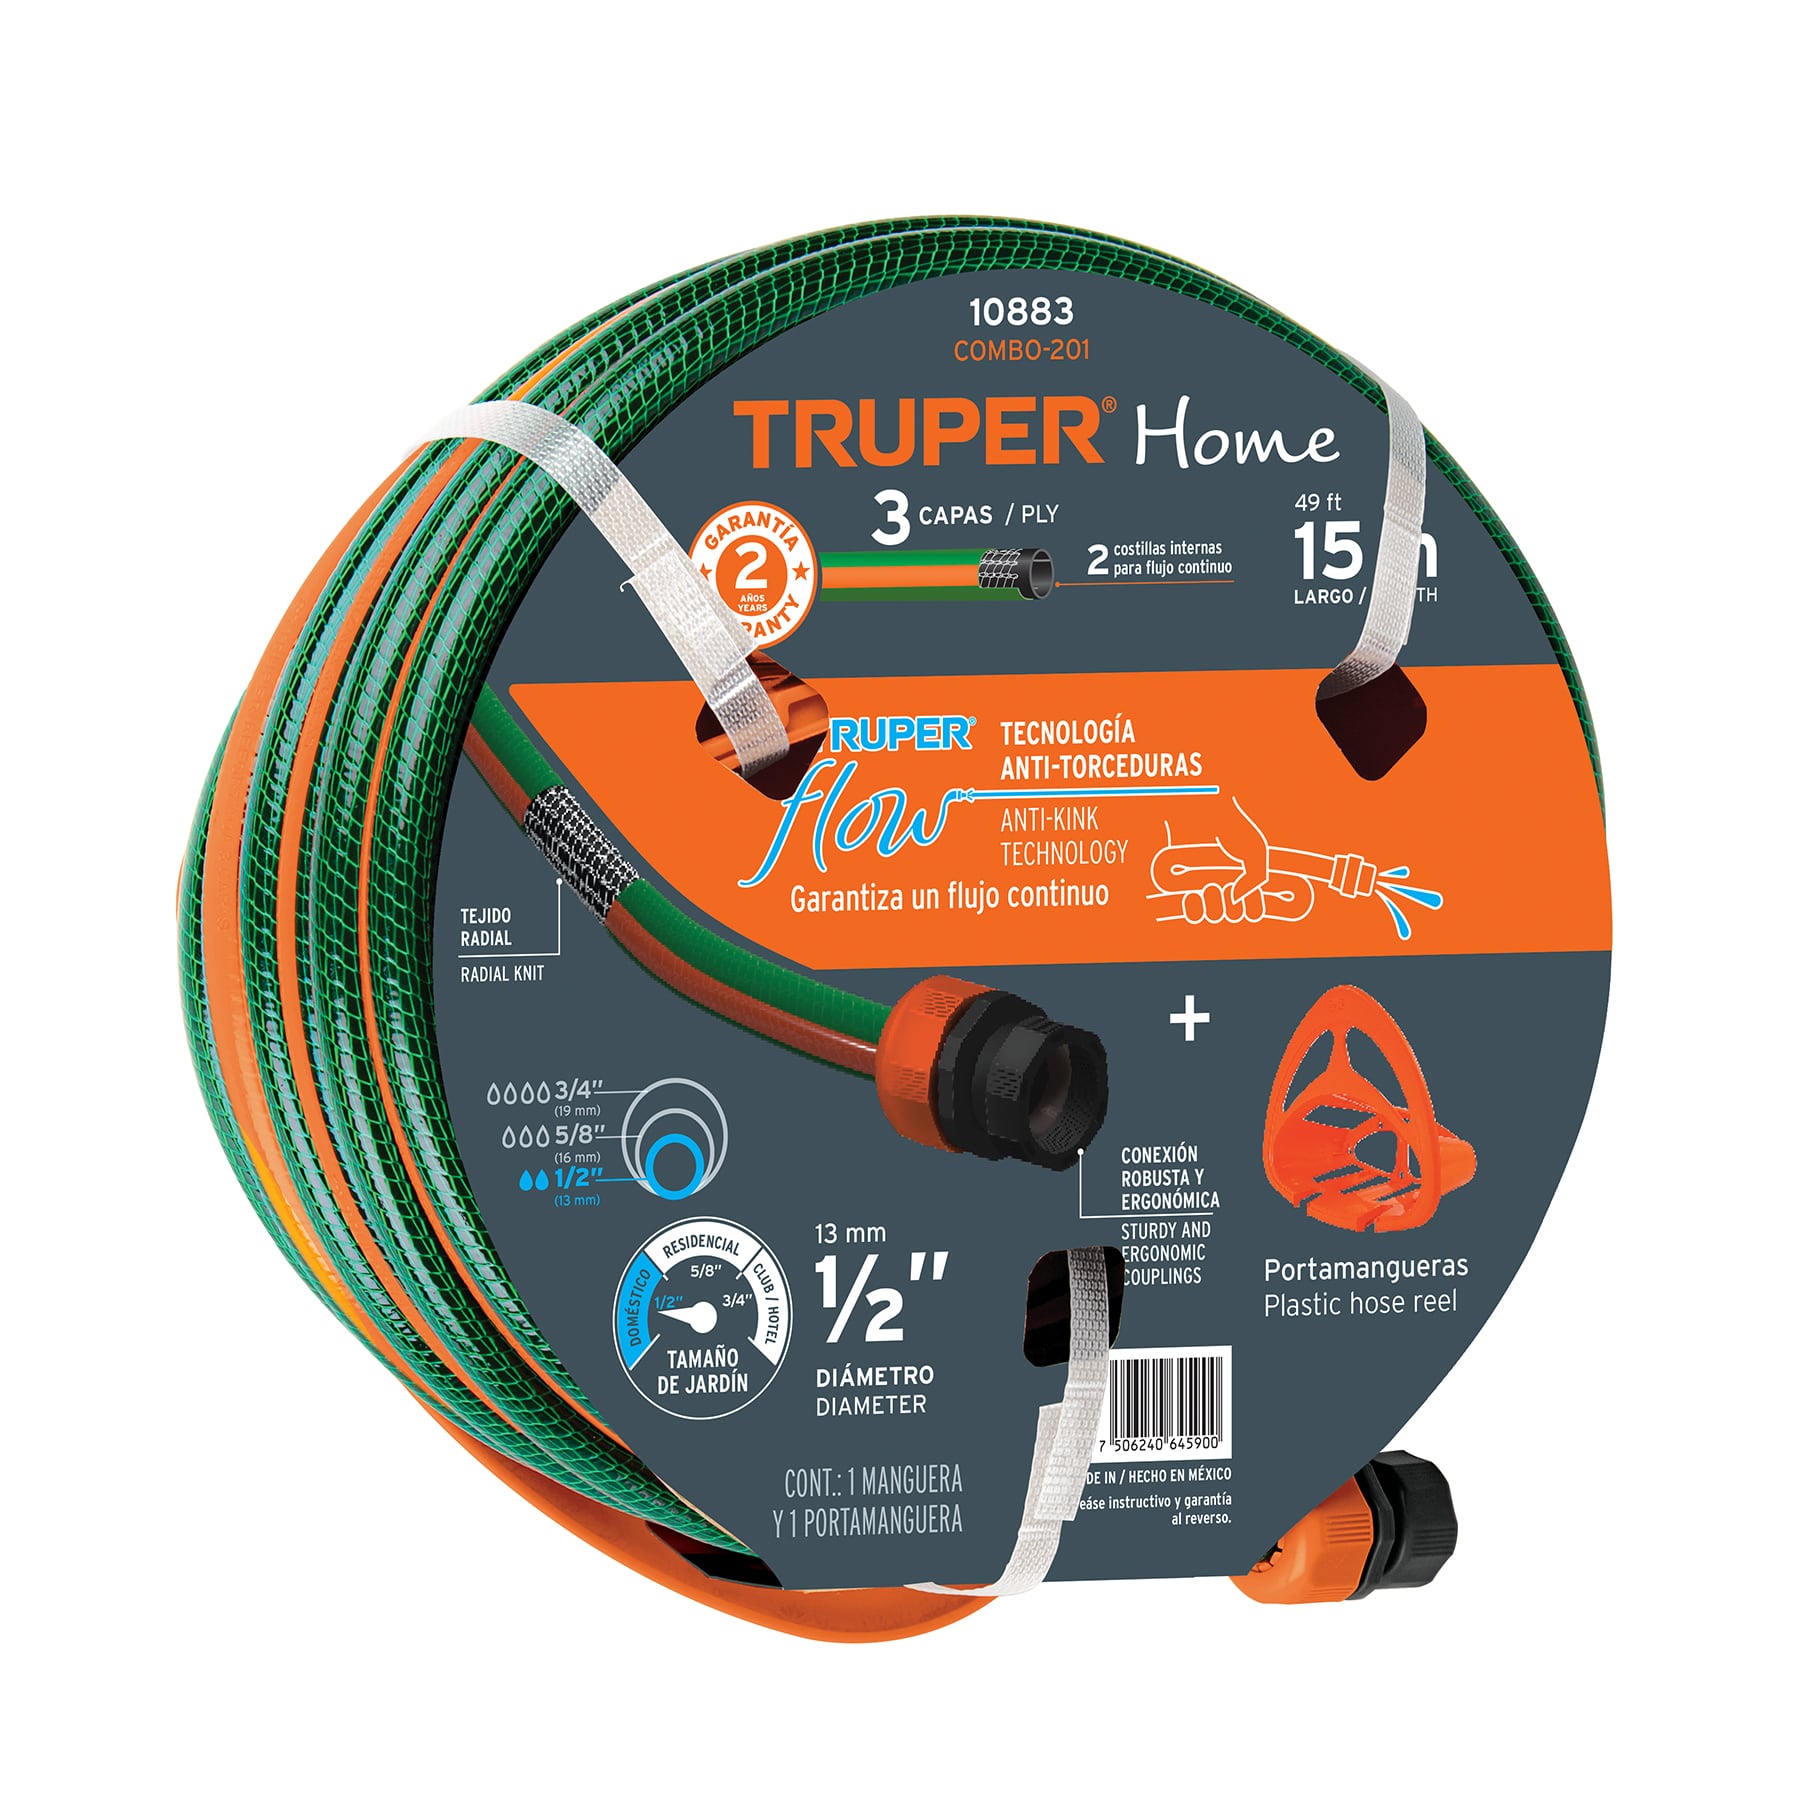 10883
COMBO-201
TRUPER® Home
3 CAPAS / PLY
2 costillas internas
para flujo continuo
49 ft
15
LARGO /
GARANTÍA
2
AÑOS
YEARS
TRUPER®
flow
TECNOLOGÍA
ANTI-TORCEDURAS
ANTI-KINK
TECHNOLOGY
Garantiza un flujo continuo
TEJIDO
RADIAL
RADIAL KNIT
+
3/4"
(19 mm)
5/8"
(16 mm)
1/2"
(13 mm)
DOMÉSTICO
RESIDENCIAL
CLUB / HOTEL
1/2"
5/8"
3/4"
TAMAÑO
DE JARDÍN
13 mm
1/2"
DIÁMETRO
DIAMETER
CONEXIÓN
ROBUSTA Y
ERGONÓMICA
STURDY AND
ERGONOMIC
COUPLINGS
Portamangueras
Plastic hose reel
CONT.: 1 MANGUERA
Y 1 PORTAMANGUERA
7 506240 645900
IN / HECHO EN MÉXICO
instructivo y garantía
al reverso.